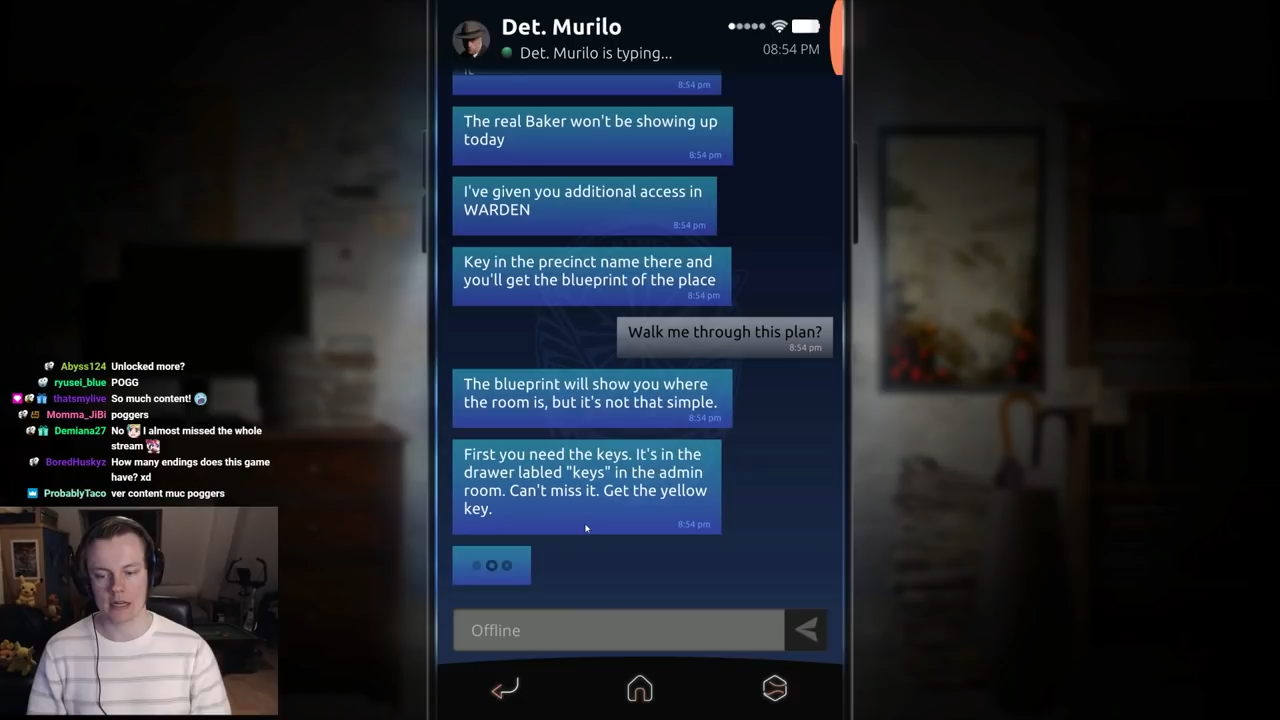 Det. Murilo
Det. Murilo is typing...
08:54 PM
8:54 pm
The real Baker won't be showing up
today
8:54 pm
I've given you additional access in
WARDEN
8:54 pm
Key in the precinct name there and
you'll get the blueprint of the place
8:54 pm
Walk me through this plan?
8:54 pm
The blueprint will show you where
the room is, but it's not that simple.
8:54 pm
First you need the keys. It's in the
drawer labled "keys" in the admin
room. Can't miss it. Get the yellow
key.
8:54 pm
Offline
Abyss124 Unlocked more?
ryusei_blue POGG
thatsmylive So much content!
Momma_JiBi poggers
Demiana27 No I almost missed the whole
stream
BoredHuskyz How many endings does this game
have? xd
ProbablyTaco ver content muc poggers